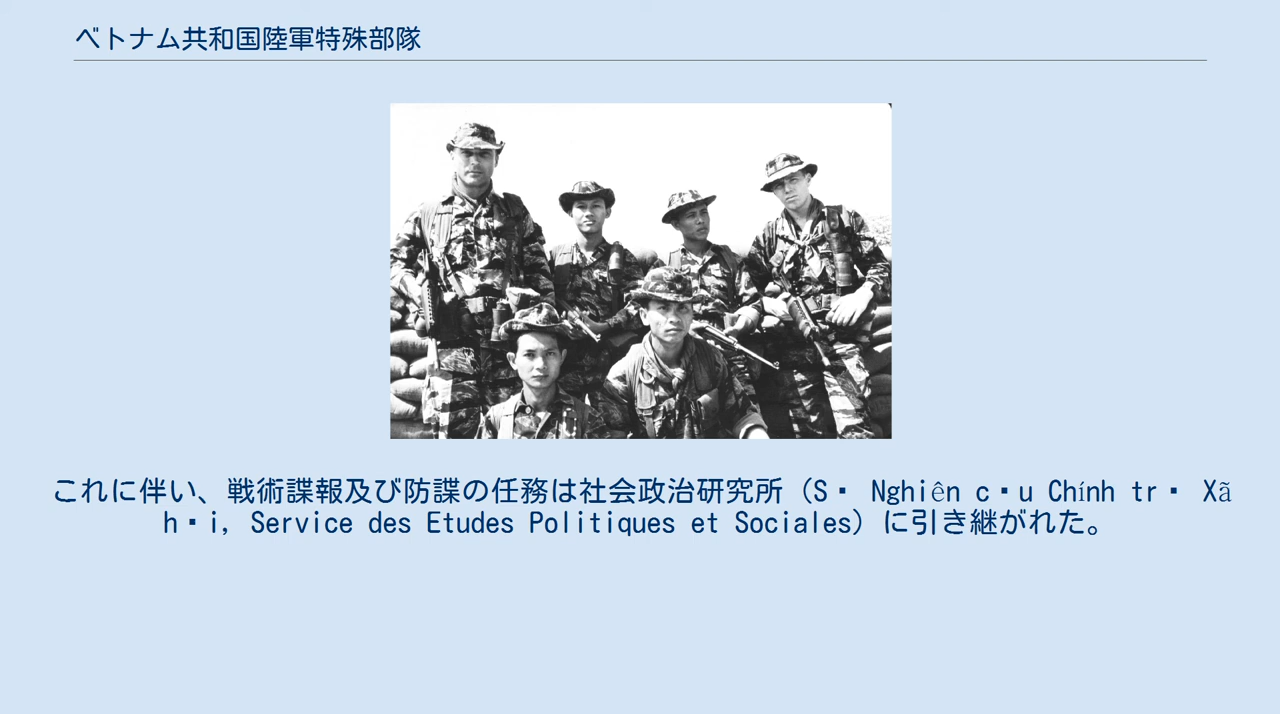 ベトナム共和国陸軍特殊部隊
これに伴い、戦術諜報及び防諜の任務は社会政治研究所（S▪ Nghiên c▪u Chính tr▪ Xã
h▪i, Service des Etudes Politiques et Sociales）に引き継がれた。